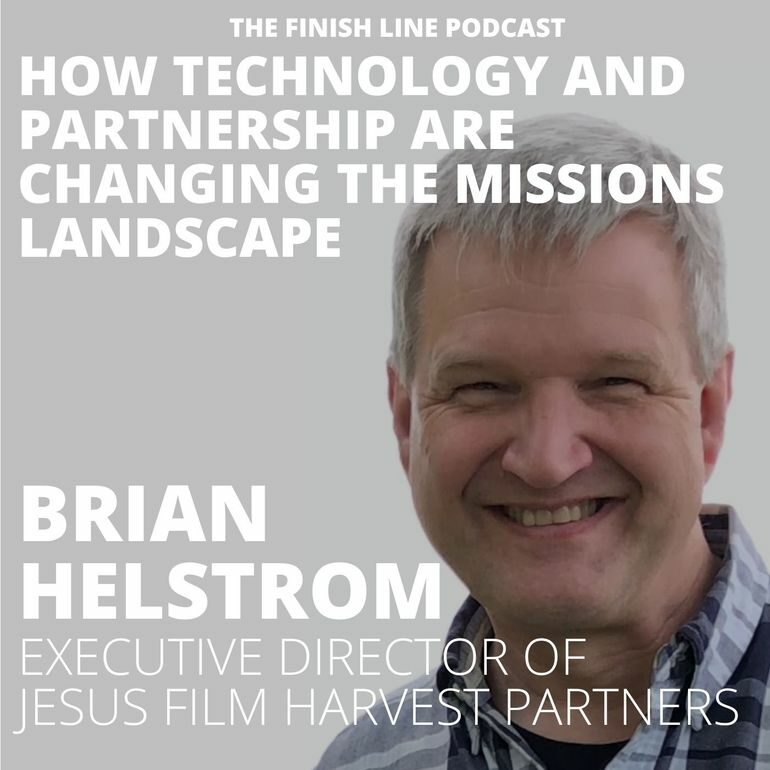 THE FINISH LINE PODCAST
HOW TECHNOLOGY AND
PARTNERSHIP ARE
CHANGING THE MISSIONS
LANDSCAPE
BRIAN
HELSTROM
EXECUTIVE DIRECTOR OF
JESUS FILM HARVEST PARTNERS